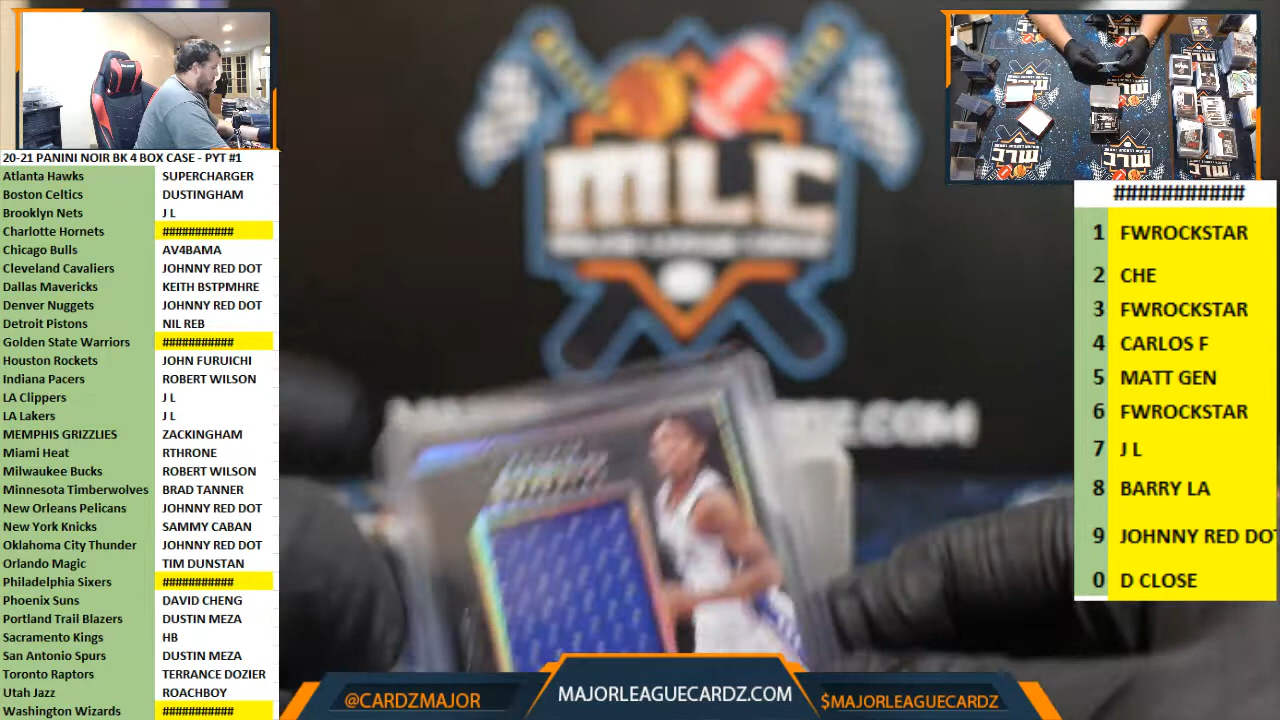 20-21 PANINI NOIR BK 4 BOX CASE - PYT #1
Atlanta Hawks SUPERCHARGER
Boston Celtics DUSTINGHAM
Brooklyn Nets J L
Charlotte Hornets ###########
Chicago Bulls AV4BAMA
Cleveland Cavaliers JOHNNY RED DOT
Dallas Mavericks KEITH BSTPMHRE
Denver Nuggets JOHNNY RED DOT
Detroit Pistons NIL REB
Golden State Warriors ###########
Houston Rockets JOHN FURUICHI
Indiana Pacers ROBERT WILSON
LA Clippers J L
LA Lakers J L
MEMPHIS GRIZZLIES ZACKINGHAM
Miami Heat RTHRONE
Milwaukee Bucks ROBERT WILSON
Minnesota Timberwolves BRAD TANNER
New Orleans Pelicans JOHNNY RED DOT
New York Knicks SAMMY CABAN
Oklahoma City Thunder JOHNNY RED DOT
Orlando Magic TIM DUNSTAN
Philadelphia Sixers ###########
Phoenix Suns DAVID CHENG
Portland Trail Blazers DUSTIN MEZA
Sacramento Kings HB
San Antonio Spurs DUSTIN MEZA
Toronto Raptors TERRANCE DOZIER
Utah Jazz ROACHBOY
Washington Wizards ###########
MLC
MAJOR LEAGUE CARDZ
.COM
###########
1 FWROCKSTAR
2 CHE
3 FWROCKSTAR
4 CARLOS F
5 MATT GEN
6 FWROCKSTAR
7 J L
8 BARRY LA
9 JOHNNY RED DOT
0 D CLOSE
@CARDZMAJOR
MAJORLEAGUECARDZ.COM
$MAJORLEAGUECARDZ